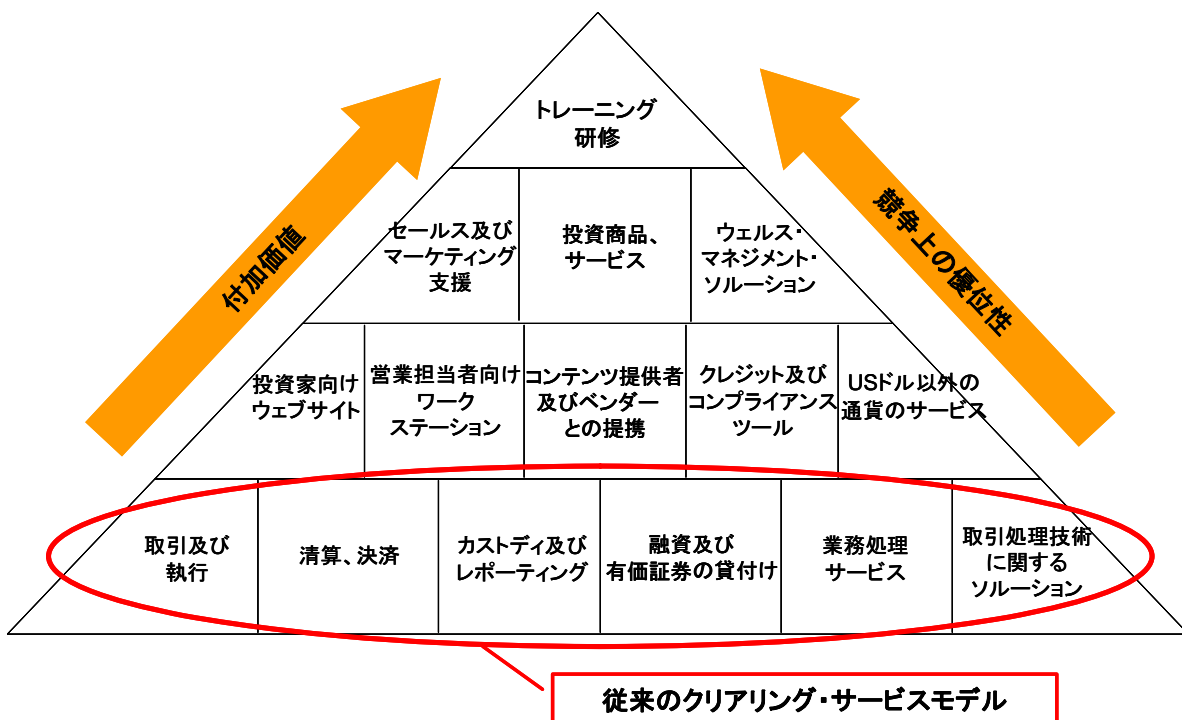 トレーニング
研修
付加価値
競争上の優位性
セールス及び
マーケティング
支援
投資商品、
サービス
ウェルス・
マネジメント・
ソルーション
投資家向け
ウェブサイト
営業担当者向け
ワーク
ステーション
コンテンツ提供者
及びベンダー
との提携
クレジット及び
コンプライアンス
ツール
USドル以外の
通貨のサービス
取引及び
執行
清算、決済
カストディ及び
レポーティング
融資及び
有価証券の貸付け
業務処理
サービス
取引処理技術
に関する
ソルーション
従来のクリアリング・サービスモデル